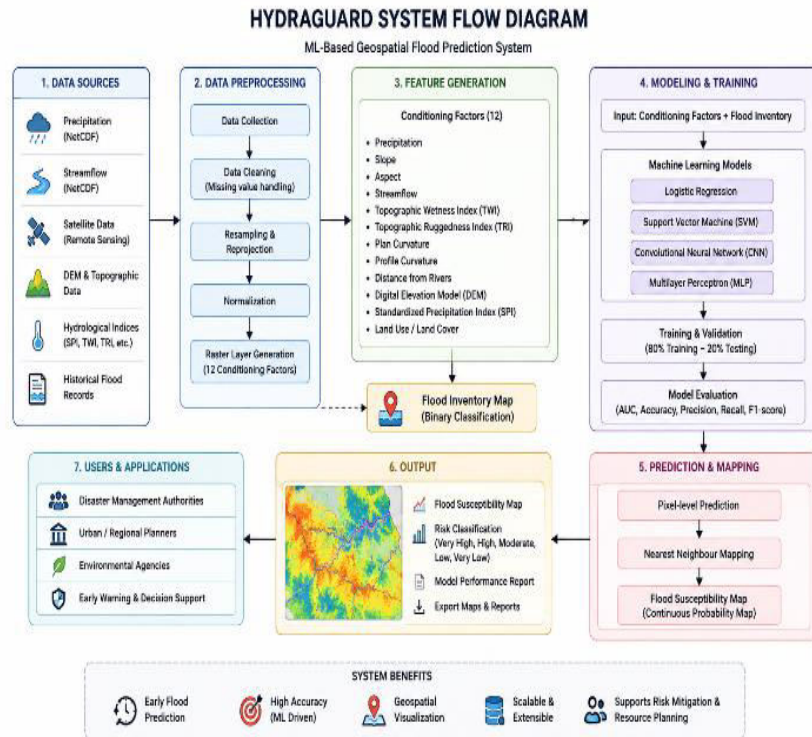 HYDRAGUARD SYSTEM FLOW DIAGRAM
ML-Based Geospatial Flood Prediction System
1. DATA SOURCES
Precipitation
(NetCDF)
Streamflow
(NetCDF)
Satellite Data
(Remote Sensing)
DEM & Topographic
Data
Hydrological Indices
(SPI, TWI, TRI, etc.)
Historical Flood
Records
2. DATA PREPROCESSING
Data Collection
Data Cleaning
(Missing value handling)
Resampling &
Reprojection
Normalization
Raster Layer Generation
(12 Conditioning Factors)
3. FEATURE GENERATION
Conditioning Factors (12)
• Precipitation
• Slope
• Aspect
• Streamflow
• Topographic Wetness Index (TWI)
• Topographic Ruggedness Index (TRI)
• Plan Curvature
• Profile Curvature
• Distance from Rivers
• Digital Elevation Model (DEM)
• Standardized Precipitation Index (SPI)
• Land Use / Land Cover
Flood Inventory Map
(Binary Classification)
4. MODELING & TRAINING
Input: Conditioning Factors + Flood Inventory
Machine Learning Models
Logistic Regression
Support Vector Machine (SVM)
Convolutional Neural Network (CNN)
Multilayer Perceptron (MLP)
Training & Validation
(80% Training – 20% Testing)
Model Evaluation
(AUC, Accuracy, Precision, Recall, F1-score)
5. PREDICTION & MAPPING
Pixel-level Prediction
Nearest Neighbour Mapping
Flood Susceptibility Map
(Continuous Probability Map)
6. OUTPUT
Flood Susceptibility Map
Risk Classification
(Very High, High, Moderate,
Low, Very Low)
Model Performance Report
Export Maps & Reports
7. USERS & APPLICATIONS
Disaster Management Authorities
Urban / Regional Planners
Environmental Agencies
Early Warning & Decision Support
SYSTEM BENEFITS
Early Flood
Prediction
High Accuracy
(ML Driven)
Geospatial
Visualization
Scalable &
Extensible
Supports Risk Mitigation &
Resource Planning